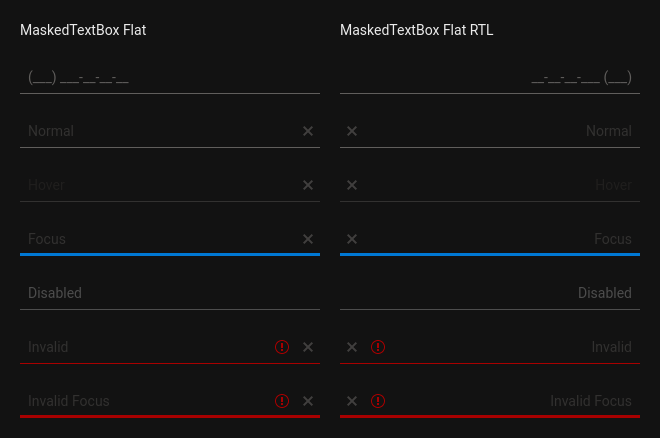 MaskedTextBox Flat
MaskedTextBox Flat RTL
(___) ___-__-__-__
__-__-__-___ (___)
Normal
Normal
Hover
Hover
Focus
Focus
Disabled
Disabled
Invalid
Invalid
Invalid Focus
Invalid Focus